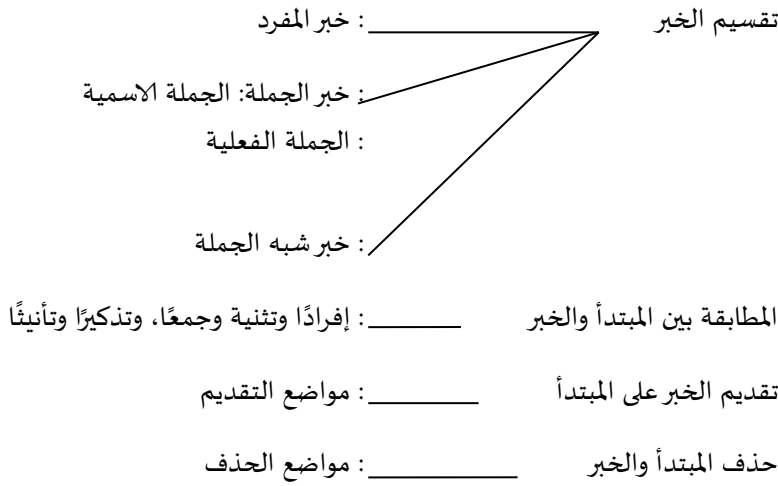 تقسيم الخبر : خبر المفرد
: خبر الجملة: الجملة الاسمية
: الجملة الفعلية
: خبر شبه الجملة
المطابقة بين المبتدأ والخبر : إفرادًا وتثنية وجمعًا، وتذكيرًا وتأنيثًا
تقديم الخبر على المبتدأ : مواضع التقديم
حذف المبتدأ والخبر : مواضع الحذف